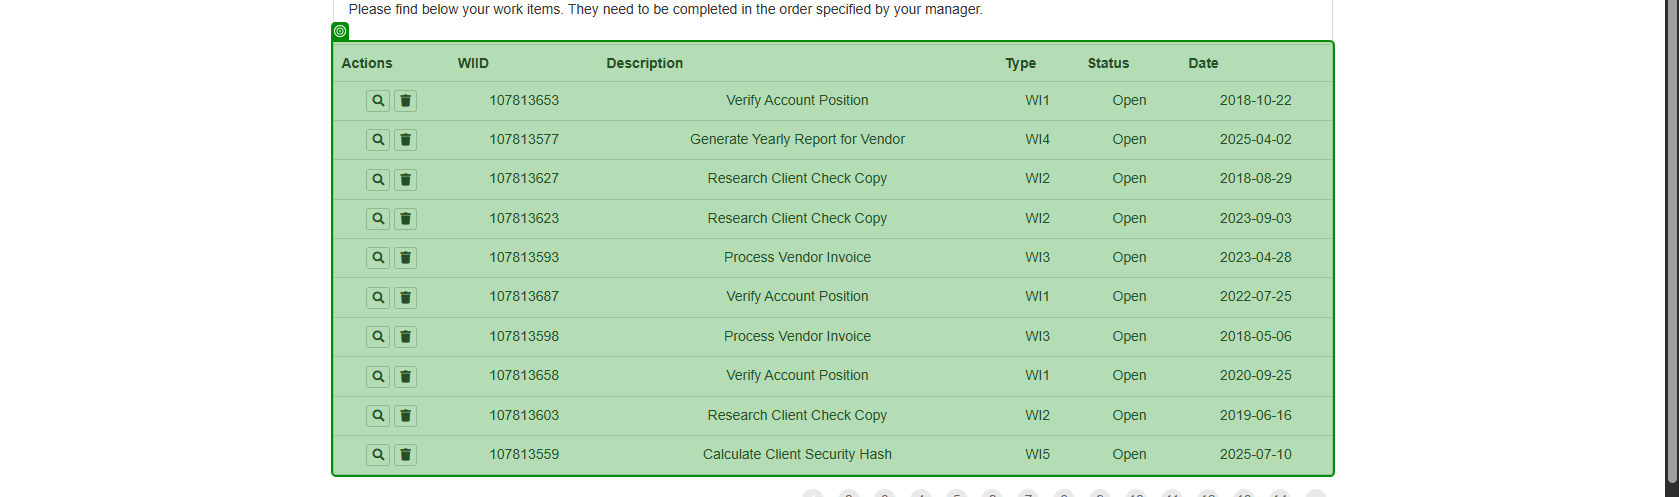 Please find below your work items. They need to be completed in the order specified by your manager.
Actions WIID Description Type Status Date
107813653 Verify Account Position WI1 Open 2018-10-22
107813577 Generate Yearly Report for Vendor WI4 Open 2025-04-02
107813627 Research Client Check Copy WI2 Open 2018-08-29
107813623 Research Client Check Copy WI2 Open 2023-09-03
107813593 Process Vendor Invoice WI3 Open 2023-04-28
107813687 Verify Account Position WI1 Open 2022-07-25
107813598 Process Vendor Invoice WI3 Open 2018-05-06
107813658 Verify Account Position WI1 Open 2020-09-25
107813603 Research Client Check Copy WI2 Open 2019-06-16
107813559 Calculate Client Security Hash WI5 Open 2025-07-10